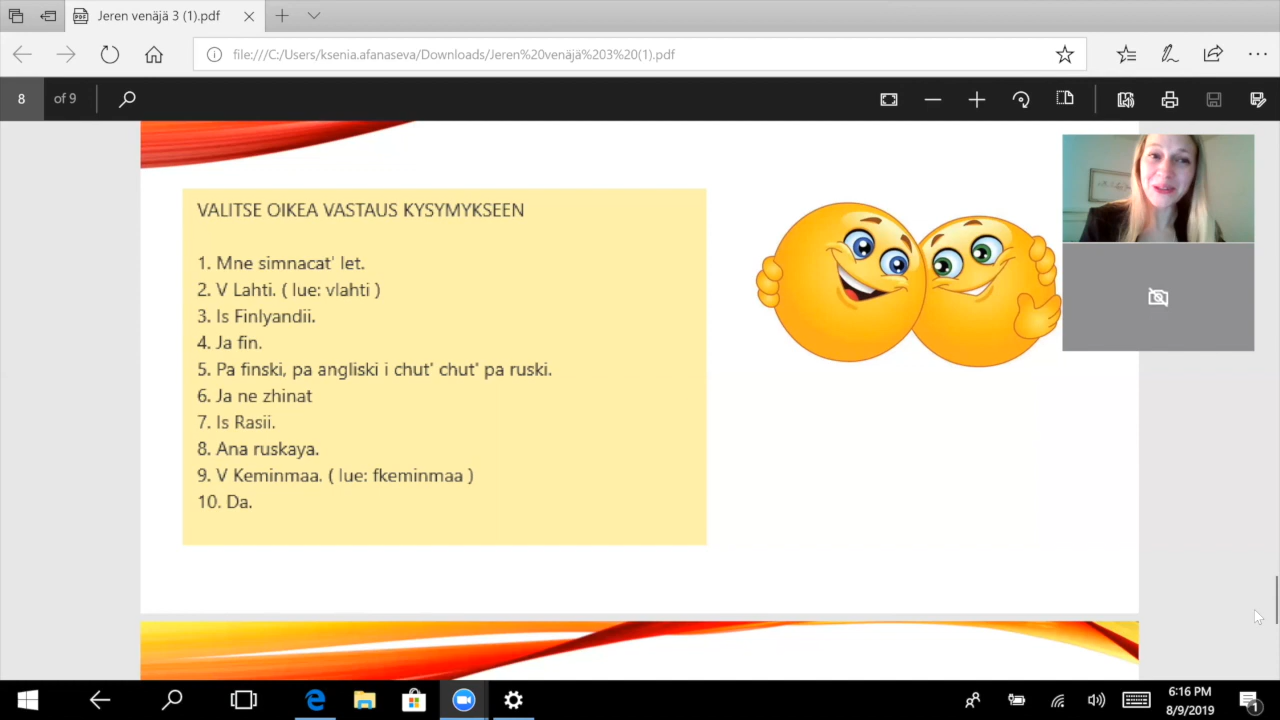 Jeren venäjä 3 (1).pdf
file:///C:/Users/ksenia.afanaseva/Downloads/Jeren%20venäjä%203%20(1).pdf
8 of 9
VALITSE OIKEA VASTAUS KYSYMYKSEEN
1. Mne simnacat' let.
2. V Lahti. ( lue: vlahti )
3. Is Finlyandii.
4. Ja fin.
5. Pa finski, pa angliski i chut' chut' pa ruski.
6. Ja ne zhinat
7. Is Rasii.
8. Ana ruskaya.
9. V Keminmaa. ( lue: fkeminmaa )
10. Da.
6:16 PM
8/9/2019
1